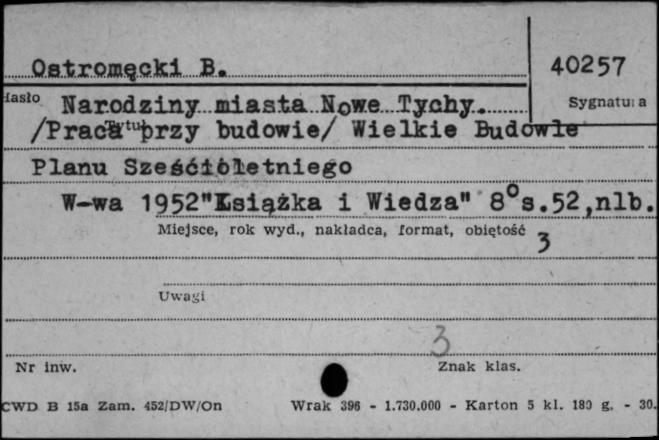 Ostromęcki B.
40257
Hasło Narodziny miasta Nowe Tychy. Sygnatura
/Praca przy budowie/ Wielkie Budowle
Tytuł
Planu Sześcioletniego
W-wa 1952 "Książka i Wiedza" 8° s.52,nlb.
Miejsce, rok wyd., nakładca, format, objętość 3
Uwagi
3
Nr inw. Znak klas.
CWD B 15a Zam. 452/DW/On Wrak 396 - 1.730.000 - Karton 5 kl. 180 g. - 30.